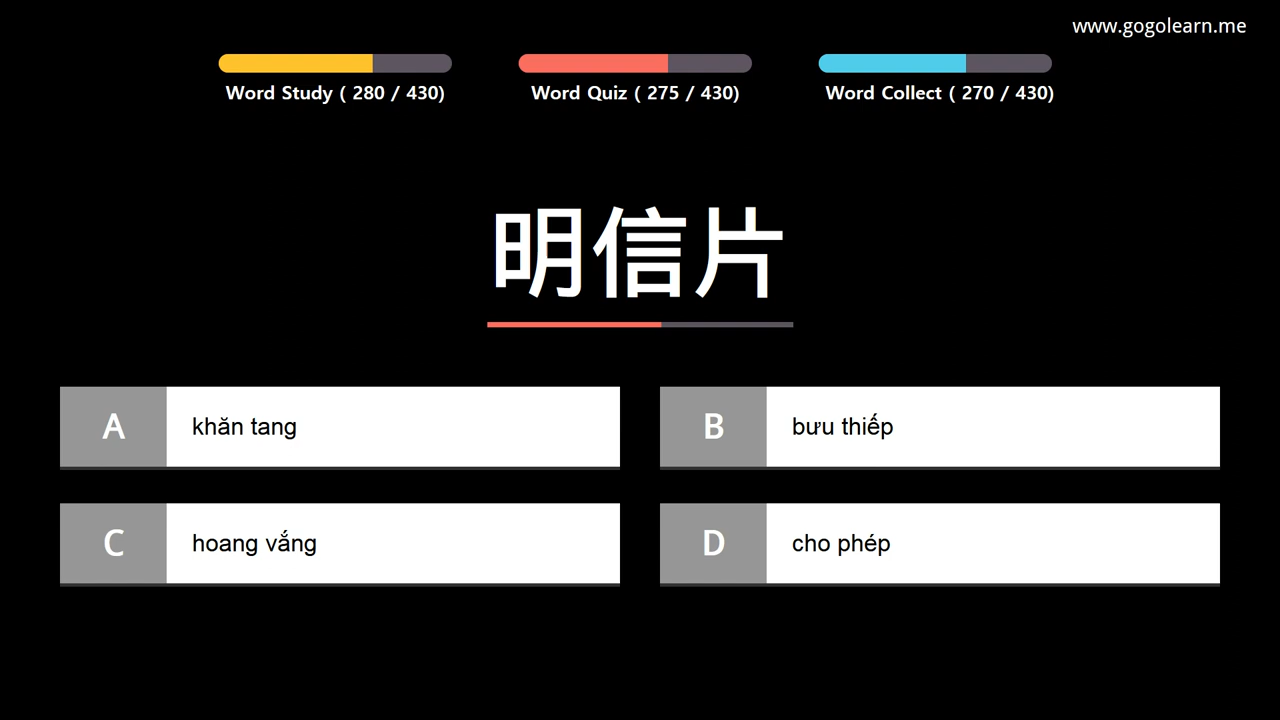 www.gogolearn.me
Word Study ( 280 / 430)
Word Quiz ( 275 / 430)
Word Collect ( 270 / 430)
明信片
A khăn tang
B bưu thiếp
C hoang vắng
D cho phép